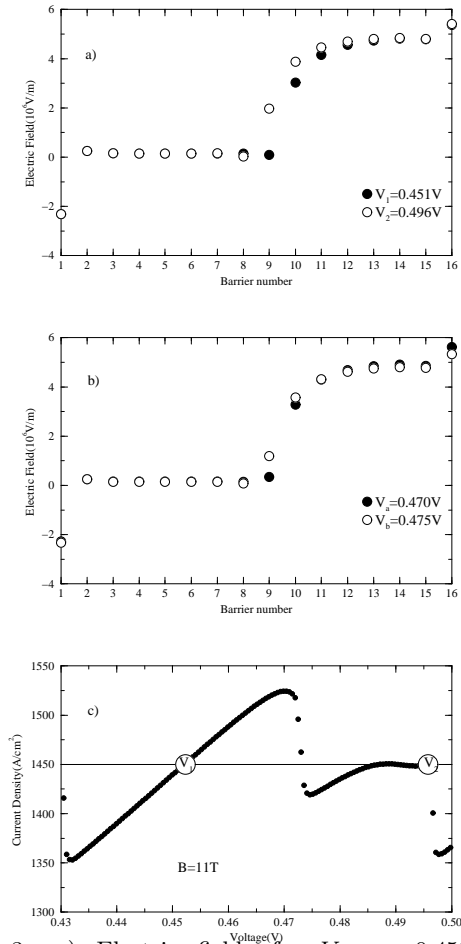 6
4
2
0
−2
−4
Electric Field(10⁶V/m)
a)
V₁=0.451V
V₂=0.496V
1 2 3 4 5 6 7 8 9 10 11 12 13 14 15 16
Barrier number
6
4
2
0
−2
−4
Electric Field(10⁶V/m)
b)
Vₐ=0.470V
V_b=0.475V
1 2 3 4 5 6 7 8 9 10 11 12 13 14 15 16
Barrier number
1550
1500
1450
1400
1350
1300
Current Density(A/cm²)
c)
V₁
V
B=11T
0.43 0.44 0.45 0.46 0.47 0.48 0.49 0.50
Voltage(V)